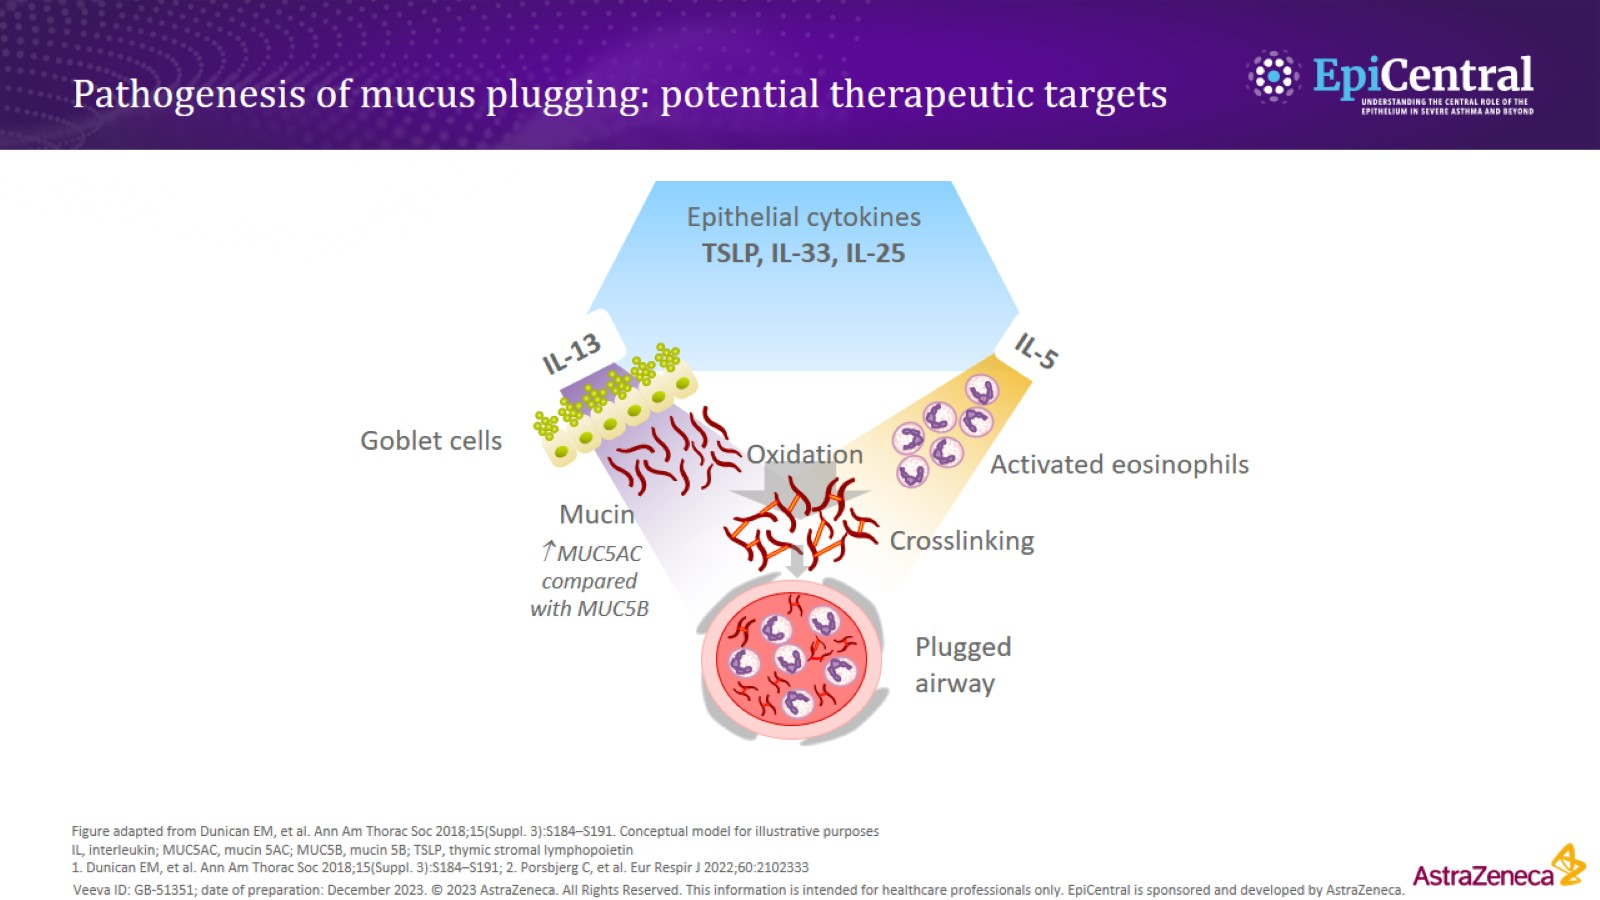 Pathogenesis of mucus plugging: potential therapeutic targets
EpiCentral
UNDERSTANDING THE CENTRAL ROLE OF THE
EPITHELIUM IN SEVERE ASTHMA AND BEYOND
Epithelial cytokines
TSLP, IL-33, IL-25
IL-13
IL-5
Goblet cells
Oxidation
Activated eosinophils
Mucin
↑MUC5AC
compared
with MUC5B
Crosslinking
Plugged
airway
Figure adapted from Dunican EM, et al. Ann Am Thorac Soc 2018;15(Suppl. 3):S184–S191. Conceptual model for illustrative purposes
IL, interleukin; MUC5AC, mucin 5AC; MUC5B, mucin 5B; TSLP, thymic stromal lymphopoietin
1. Dunican EM, et al. Ann Am Thorac Soc 2018;15(Suppl. 3):S184–S191; 2. Porsbjerg C, et al. Eur Respir J 2022;60:2102333
Veeva ID: GB-51351; date of preparation: December 2023. © 2023 AstraZeneca. All Rights Reserved. This information is intended for healthcare professionals only. EpiCentral is sponsored and developed by AstraZeneca.
AstraZeneca